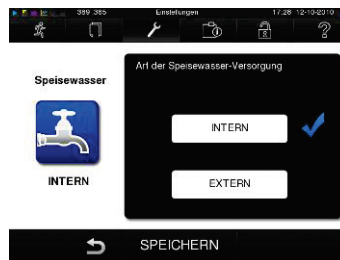 389 385 Einstellungen 17:28 12-10-2010
?
Speisewasser
Art der Speisewasser-Versorgung
INTERN
INTERN
EXTERN
SPEICHERN